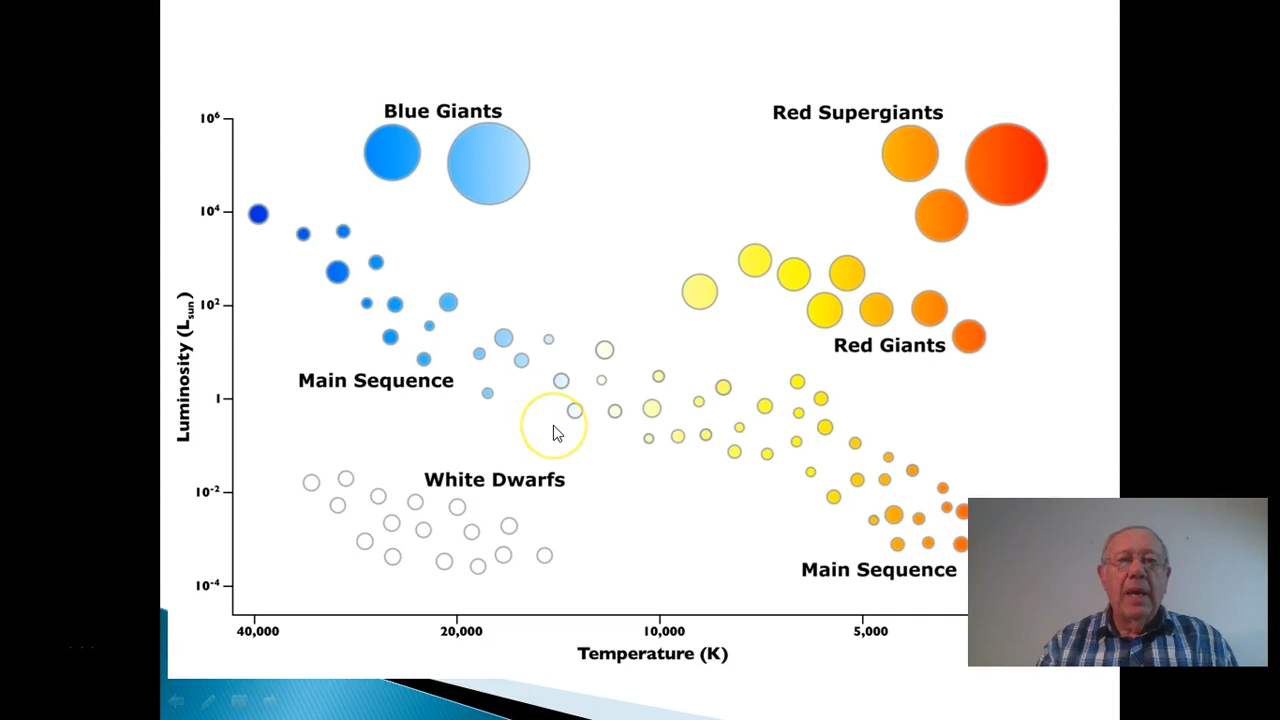 Blue Giants
Red Supergiants
10⁶
10⁴
10²
Red Giants
Main Sequence
1
Luminosity (Lₛᵤₙ)
White Dwarfs
10⁻²
Main Sequence
10⁻⁴
40,000
20,000
10,000
5,000
Temperature (K)